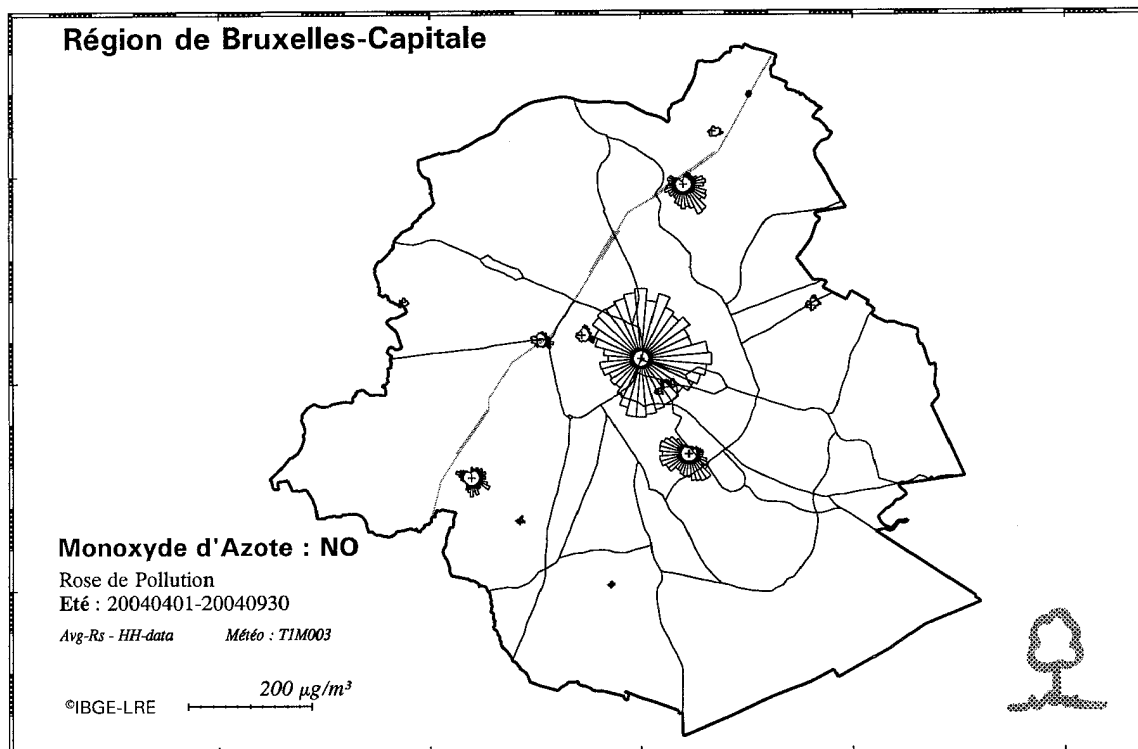 Région de Bruxelles-Capitale
Monoxyde d'Azote : NO
Rose de Pollution
Eté : 20040401-20040930
Avg-Rs - HH-data Météo : T1M003
200 µg/m³
©IBGE-LRE